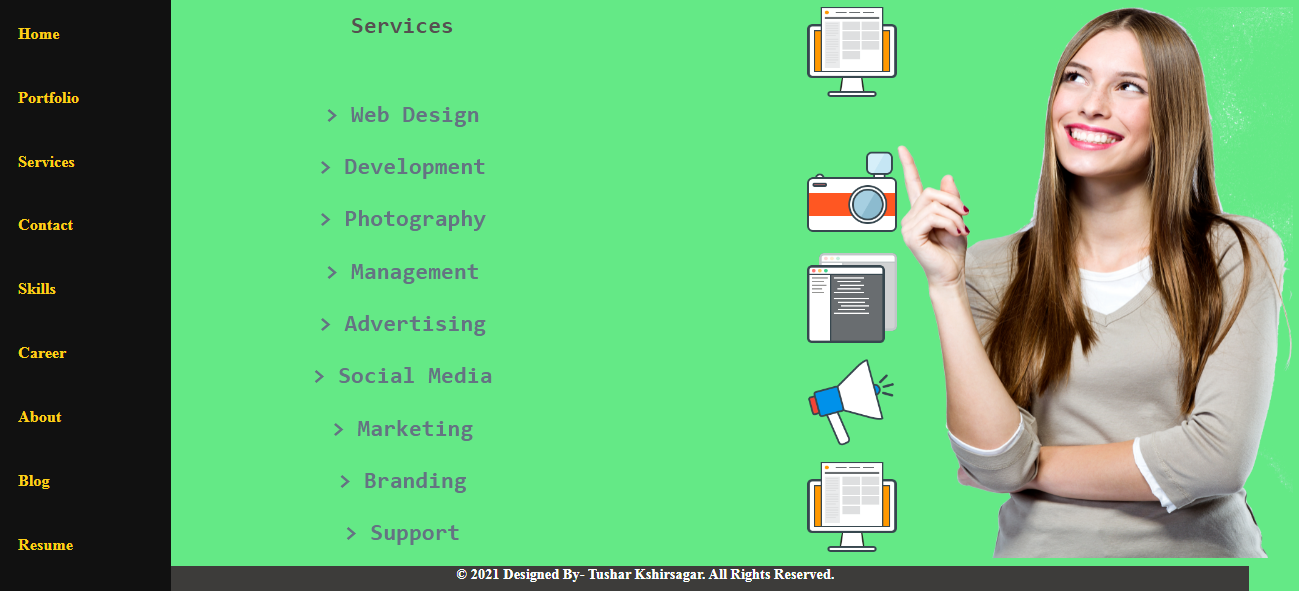 Home
Portfolio
Services
Contact
Skills
Career
About
Blog
Resume
Services
> Web Design
> Development
> Photography
> Management
> Advertising
> Social Media
> Marketing
> Branding
> Support
© 2021 Designed By- Tushar Kshirsagar. All Rights Reserved.